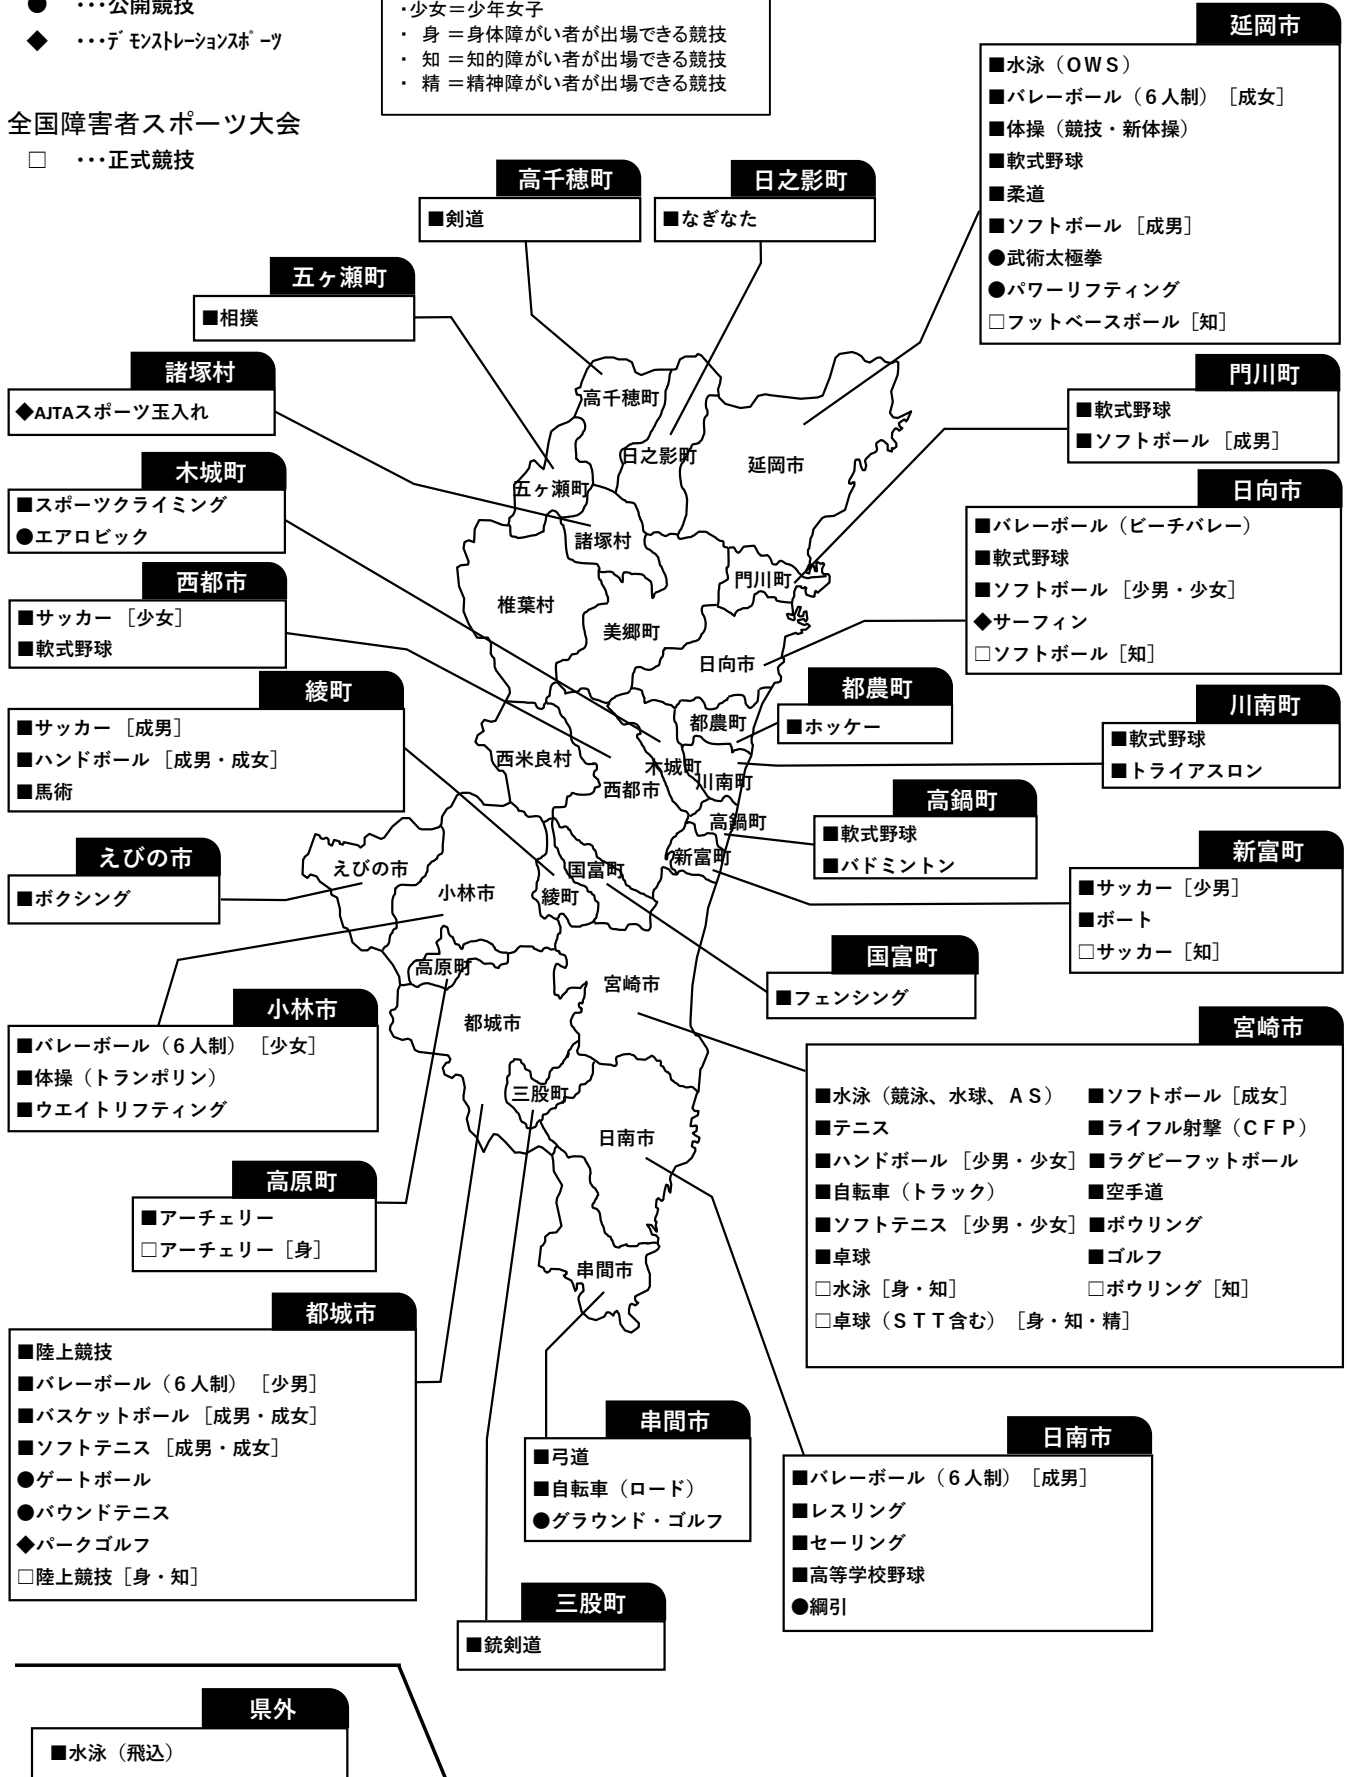 ● ･･･公開競技
◆ ･･･ﾃﾞﾓﾝｽﾄﾚｰｼｮﾝｽﾎﾟｰﾂ
全国障害者スポーツ大会
□ ･･･正式競技
・少女＝少年女子
・ 身 ＝身体障がい者が出場できる競技
・ 知 ＝知的障がい者が出場できる競技
・ 精 ＝精神障がい者が出場できる競技
延岡市
■水泳（OWS）
■バレーボール（６人制）［成女］
■体操（競技・新体操）
■軟式野球
■柔道
■ソフトボール ［成男］
●武術太極拳
●パワーリフティング
□フットベースボール［知］
高千穂町
■剣道
日之影町
■なぎなた
五ヶ瀬町
■相撲
諸塚村
◆AJTAスポーツ玉入れ
門川町
■軟式野球
■ソフトボール ［成男］
木城町
■スポーツクライミング
●エアロビック
日向市
■バレーボール（ビーチバレー）
■軟式野球
■ソフトボール ［少男・少女］
◆サーフィン
□ソフトボール［知］
西都市
■サッカー ［少女］
■軟式野球
綾町
■サッカー ［成男］
■ハンドボール ［成男・成女］
■馬術
都農町
■ホッケー
川南町
■軟式野球
■トライアスロン
高鍋町
■軟式野球
■バドミントン
えびの市
■ボクシング
新富町
■サッカー［少男］
■ボート
□サッカー［知］
国富町
■フェンシング
小林市
■バレーボール（６人制） ［少女］
■体操（トランポリン）
■ウエイトリフティング
宮崎市
■水泳（競泳、水球、ＡＳ）
■テニス
■ハンドボール ［少男・少女］
■自転車（トラック）
■ソフトテニス ［少男・少女］
■卓球
□水泳［身・知］
□卓球（ＳＴＴ含む）［身・知・精］
■ソフトボール［成女］
■ライフル射撃（ＣＦＰ）
■ラグビーフットボール
■空手道
■ボウリング
■ゴルフ
□ボウリング［知］
高原町
■アーチェリー
□アーチェリー［身］
都城市
■陸上競技
■バレーボール（６人制） ［少男］
■バスケットボール ［成男・成女］
■ソフトテニス ［成男・成女］
●ゲートボール
●バウンドテニス
◆パークゴルフ
□陸上競技［身・知］
串間市
■弓道
■自転車（ロード）
●グラウンド・ゴルフ
日南市
■バレーボール（６人制）［成男］
■レスリング
■セーリング
■高等学校野球
●綱引
三股町
■銃剣道
県外
■水泳（飛込）
高千穂町
日之影町
延岡市
五ヶ瀬町
諸塚村
門川町
椎葉村
美郷町
日向市
都農町
西米良村
木城町
川南町
西都市
高鍋町
新富町
えびの市
国富町
小林市
綾町
高原町
宮崎市
都城市
三股町
日南市
串間市